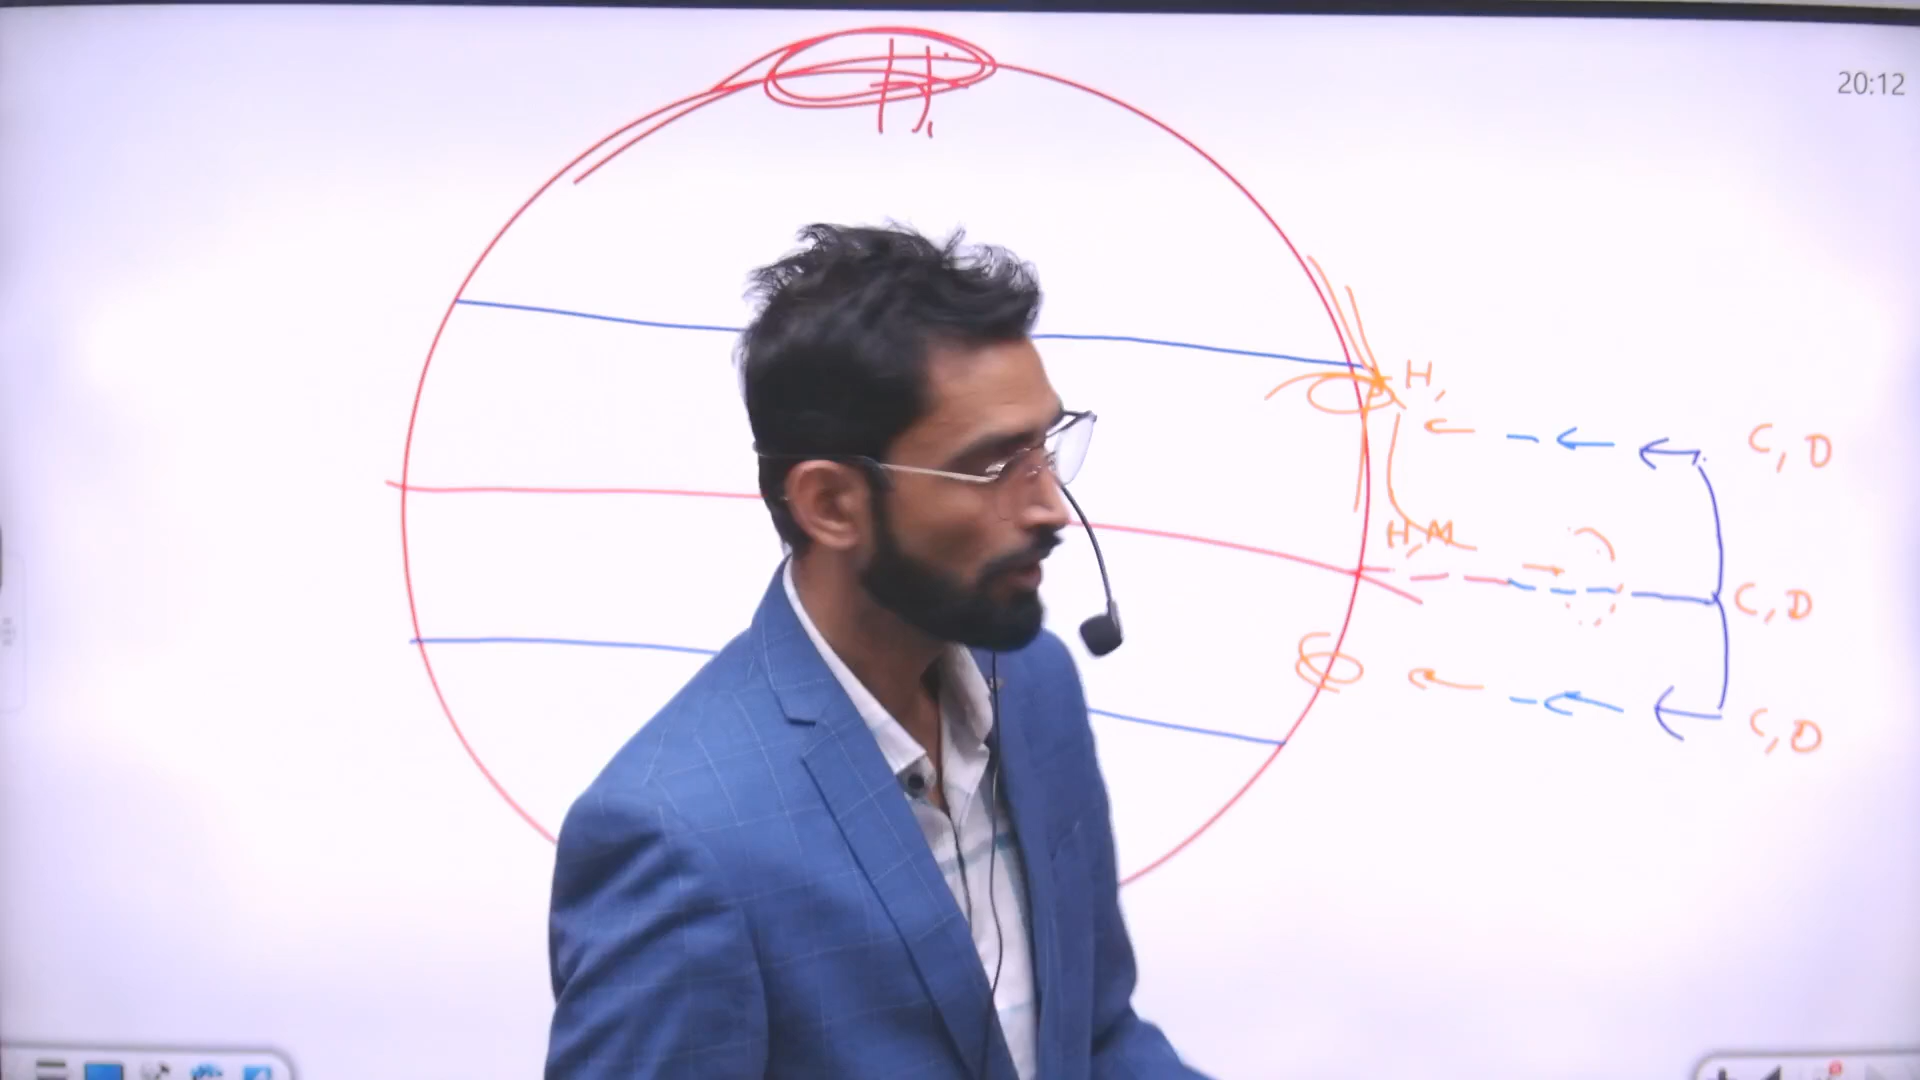 20:12
H,
H,
C, D
H, M
C, D
C, D